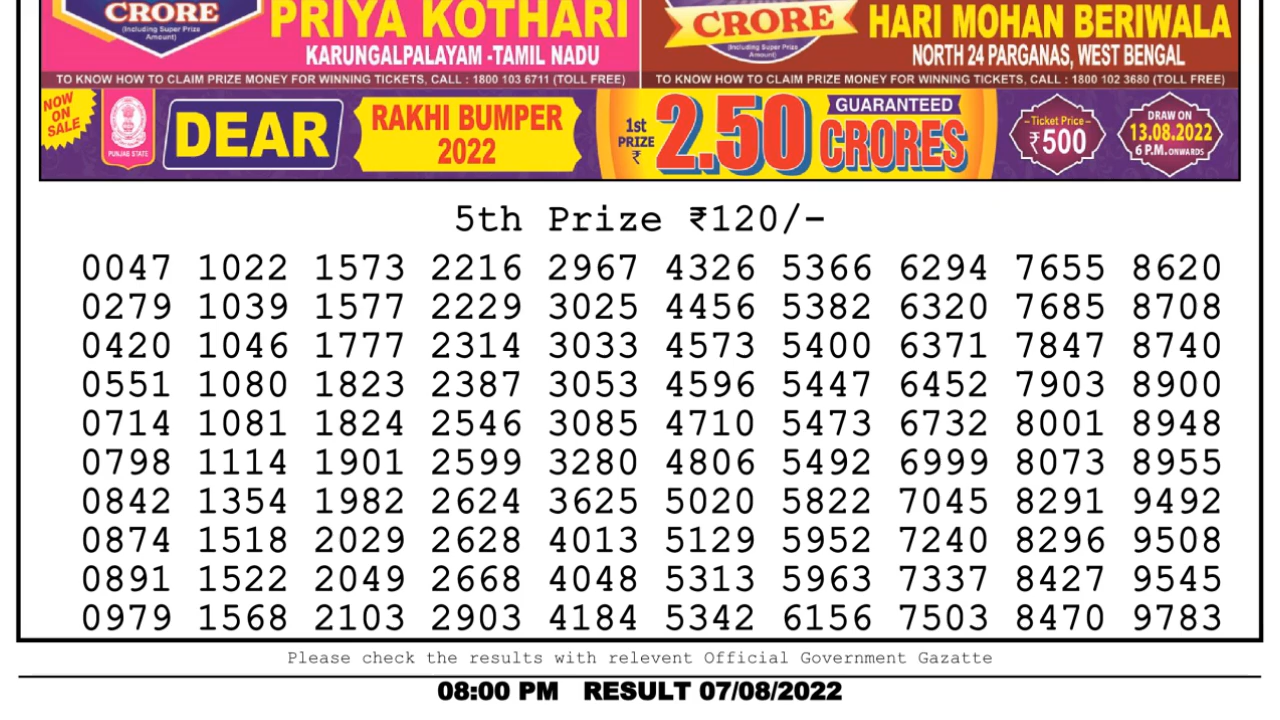 CRORE
(Including Super Prize
Amount)
PRIYA KOTHARI
KARUNGALPALAYAM -TAMIL NADU
TO KNOW HOW TO CLAIM PRIZE MONEY FOR WINNING TICKETS, CALL : 1800 103 6711 (TOLL FREE)
CRORE
(Including Super Prize
Amount)
HARI MOHAN BERIWALA
NORTH 24 PARGANAS, WEST BENGAL
TO KNOW HOW TO CLAIM PRIZE MONEY FOR WINNING TICKETS, CALL : 1800 102 3680 (TOLL FREE)
NOW
ON
SALE
PUNJAB STATE
DEAR
RAKHI BUMPER
2022
1st
PRIZE
₹
2.50
GUARANTEED
CRORES
Ticket Price
₹500
DRAW ON
13.08.2022
6 P.M. ONWARDS
5th Prize ₹120/-
0047 1022 1573 2216 2967 4326 5366 6294 7655 8620
0279 1039 1577 2229 3025 4456 5382 6320 7685 8708
0420 1046 1777 2314 3033 4573 5400 6371 7847 8740
0551 1080 1823 2387 3053 4596 5447 6452 7903 8900
0714 1081 1824 2546 3085 4710 5473 6732 8001 8948
0798 1114 1901 2599 3280 4806 5492 6999 8073 8955
0842 1354 1982 2624 3625 5020 5822 7045 8291 9492
0874 1518 2029 2628 4013 5129 5952 7240 8296 9508
0891 1522 2049 2668 4048 5313 5963 7337 8427 9545
0979 1568 2103 2903 4184 5342 6156 7503 8470 9783
Please check the results with relevent Official Government Gazatte
08:00 PM RESULT 07/08/2022